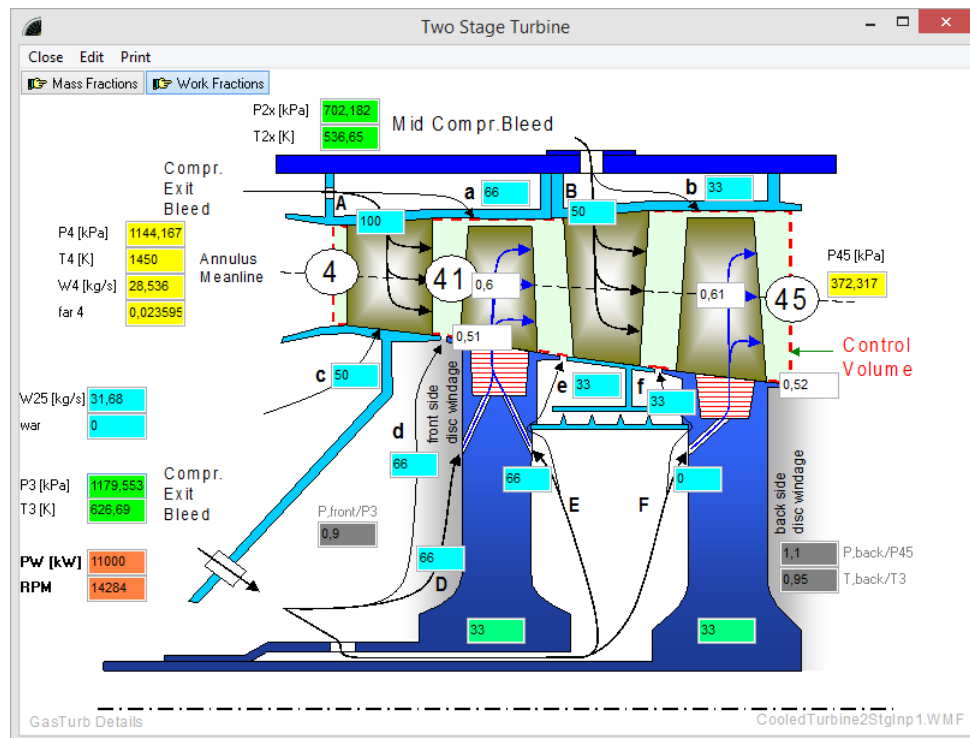 Two Stage Turbine
Close Edit Print
Mass Fractions Work Fractions
P2x [kPa] 702,182
T2x [K] 536,65
Mid Compr.Bleed
Compr.
Exit
Bleed
a 66
B
b 33
A
100
50
P4 [kPa] 1144,167
T4 [K] 1450
W4 [kg/s] 28,536
far 4 0,023595
Annulus
Meanline
4
41
0,6
0,61
45
P45 [kPa]
372,317
0,51
Control
Volume
c 50
e 33
f 33
0,52
W25 [kg/s] 31,68
war 0
d
front side
disc windage
66
66
0
E
F
back side
disc windage
P3 [kPa] 1179,553
T3 [K] 626,69
Compr.
Exit
Bleed
P,front/P3
0,9
66
D
1,1 P,back/P45
0,95 T,back/T3
PW [kW] 11000
RPM 14284
33
33
GasTurb Details
CooledTurbine2StgInp1.WMF